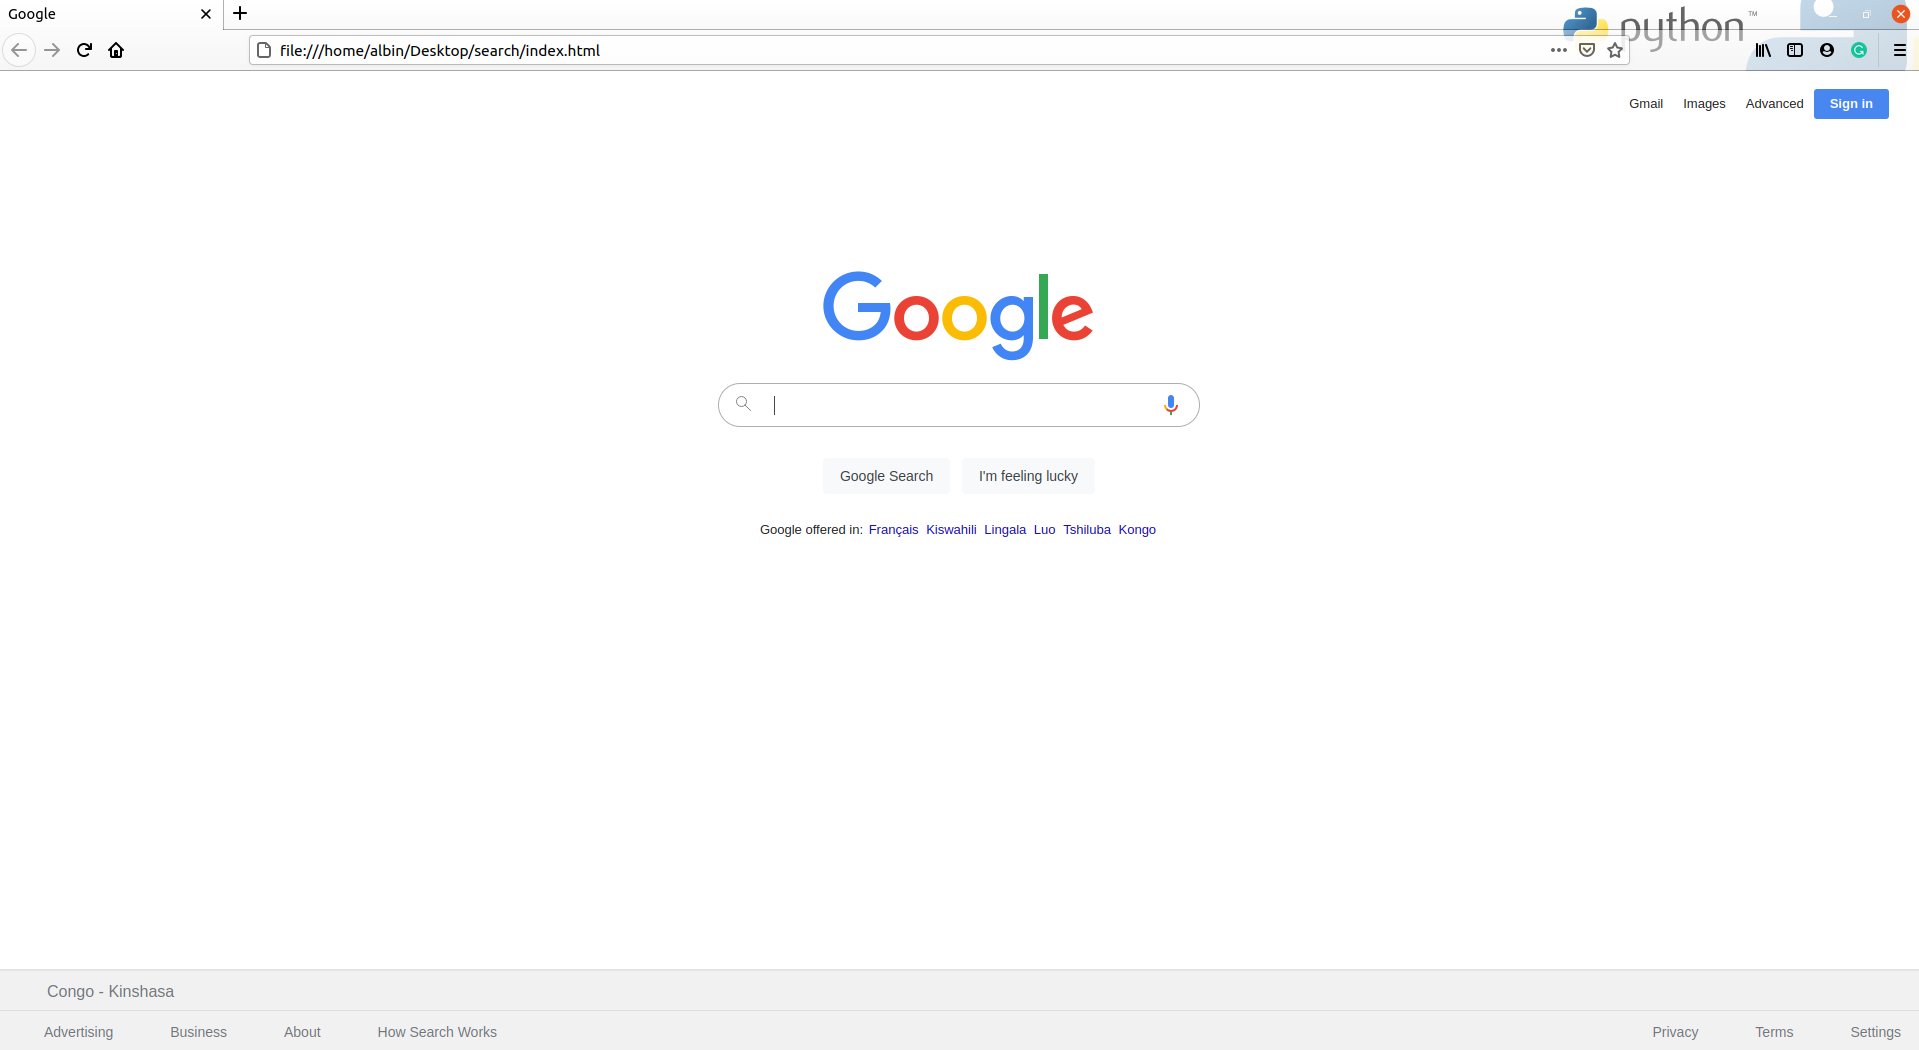 Google
python™
file:///home/albin/Desktop/search/index.html
Gmail Images Advanced Sign in
Google
Google Search I'm feeling lucky
Google offered in: Français Kiswahili Lingala Luo Tshiluba Kongo
Congo - Kinshasa
Advertising Business About How Search Works Privacy Terms Settings